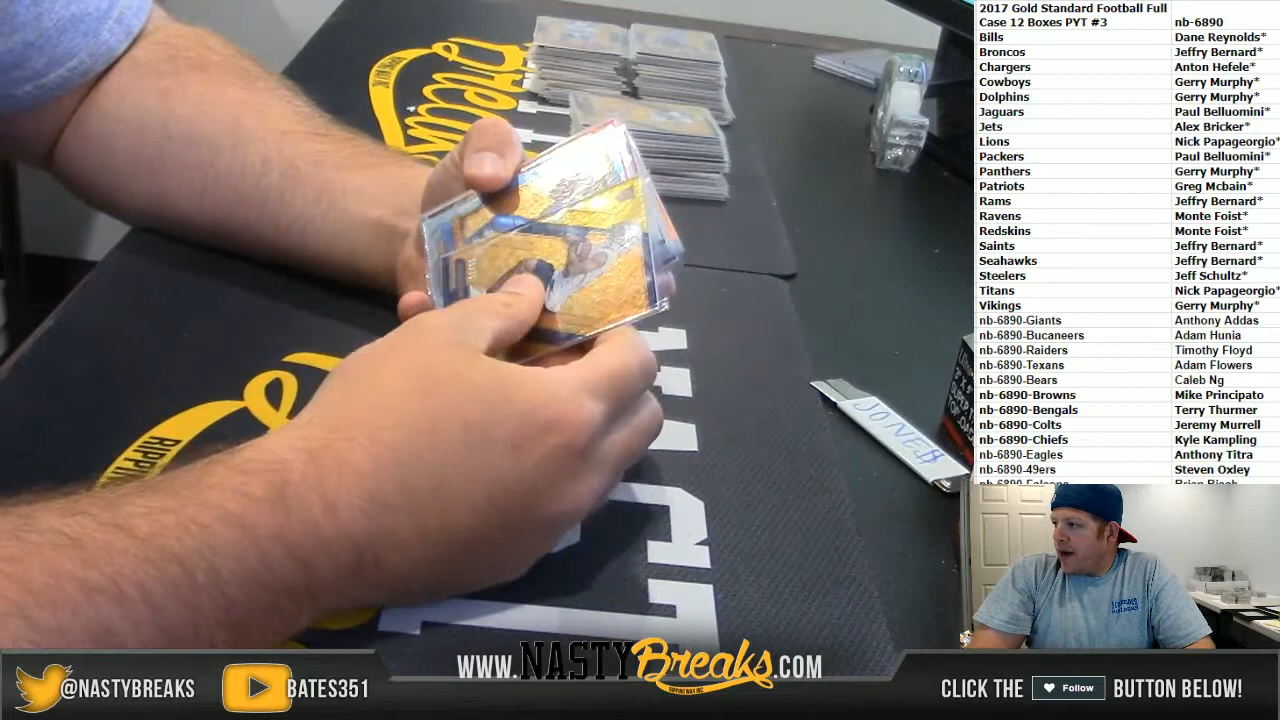 2017 Gold Standard Football Full
Case 12 Boxes PYT #3 nb-6890
Bills Dane Reynolds*
Broncos Jeffry Bernard*
Chargers Anton Hefele*
Cowboys Gerry Murphy*
Dolphins Gerry Murphy*
Jaguars Paul Belluomini*
Jets Alex Bricker*
Lions Nick Papageorgio*
Packers Paul Belluomini*
Panthers Gerry Murphy*
Patriots Greg Mcbain*
Rams Jeffry Bernard*
Ravens Monte Foist*
Redskins Monte Foist*
Saints Jeffry Bernard*
Seahawks Jeffry Bernard*
Steelers Jeff Schultz*
Titans Nick Papageorgio*
Vikings Gerry Murphy*
nb-6890-Giants Anthony Addas
nb-6890-Bucaneers Adam Hunia
nb-6890-Raiders Timothy Floyd
nb-6890-Texans Adam Flowers
nb-6890-Bears Caleb Ng
nb-6890-Browns Mike Principato
nb-6890-Bengals Terry Thurmer
nb-6890-Colts Jeremy Murrell
nb-6890-Chiefs Kyle Kampling
nb-6890-Eagles Anthony Titra
nb-6890-49ers Steven Oxley
JONES
RIPPIN
@NASTYBREAKS
BATES351
WWW.NASTYBreaks.COM
RIPPING WAX INC.
CLICK THE Follow BUTTON BELOW!